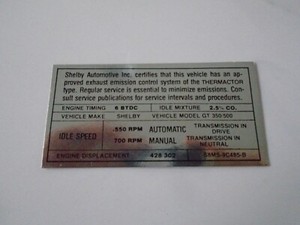 Shelby Automotive Inc. certifies that this vehicle has an ap-
proved exhaust emission control system of the THERMACTOR
type. Regular service is essential to minimize emissions. Con-
sult service publications for service intervals and procedures.
ENGINE TIMING 6 BTDC IDLE MIXTURE 2.5% CO.
VEHICLE MAKE SHELBY VEHICLE MODEL GT 350·500
IDLE SPEED .550 RPM AUTOMATIC TRANSMISSION IN DRIVE
700 RPM MANUAL TRANSMISSION IN NEUTRAL
ENGINE DISPLACEMENT 428 302